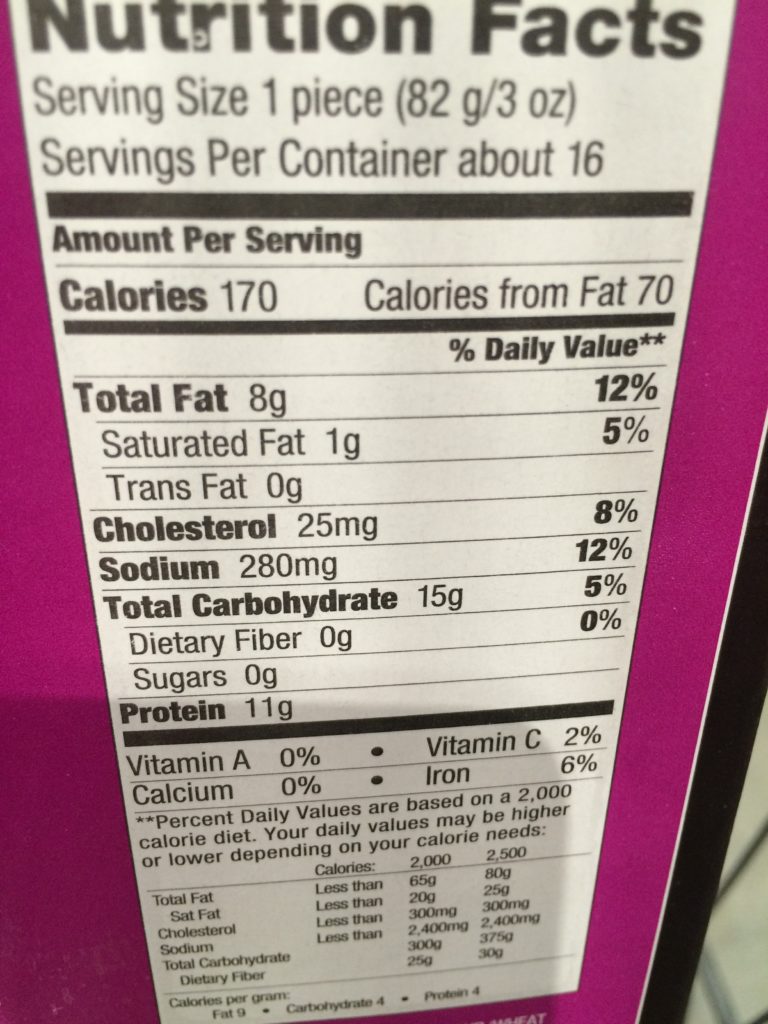 Nutrition Facts
Serving Size 1 piece (82 g/3 oz)
Servings Per Container about 16
Amount Per Serving
Calories 170 Calories from Fat 70
% Daily Value**
Total Fat 8g 12%
Saturated Fat 1g 5%
Trans Fat 0g
Cholesterol 25mg 8%
Sodium 280mg 12%
Total Carbohydrate 15g 5%
Dietary Fiber 0g 0%
Sugars 0g
Protein 11g
Vitamin A 0% • Vitamin C 2%
Calcium 0% • Iron 6%
**Percent Daily Values are based on a 2,000
calorie diet. Your daily values may be higher
or lower depending on your calorie needs:
Calories: 2,000 2,500
Total Fat Less than 65g 80g
Sat Fat Less than 20g 25g
Cholesterol Less than 300mg 300mg
Sodium Less than 2,400mg 2,400mg
Total Carbohydrate 300g 375g
Dietary Fiber 25g 30g
Calories per gram:
Fat 9 • Carbohydrate 4 • Protein 4
WHEAT